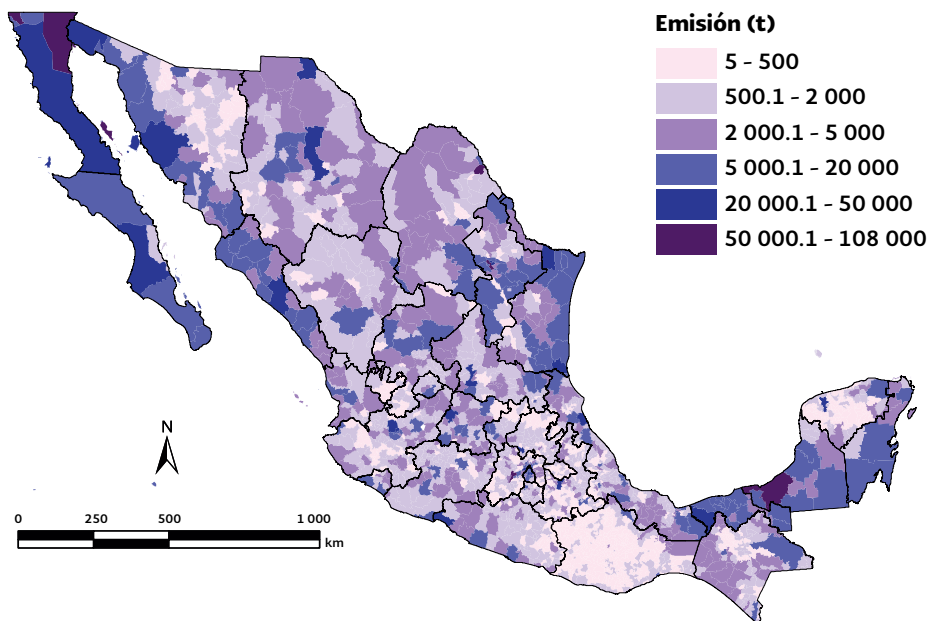 Emisión (t)
5 - 500
500.1 - 2 000
2 000.1 - 5 000
5 000.1 - 20 000
20 000.1 - 50 000
50 000.1 - 108 000
N
0 250 500 1 000
km